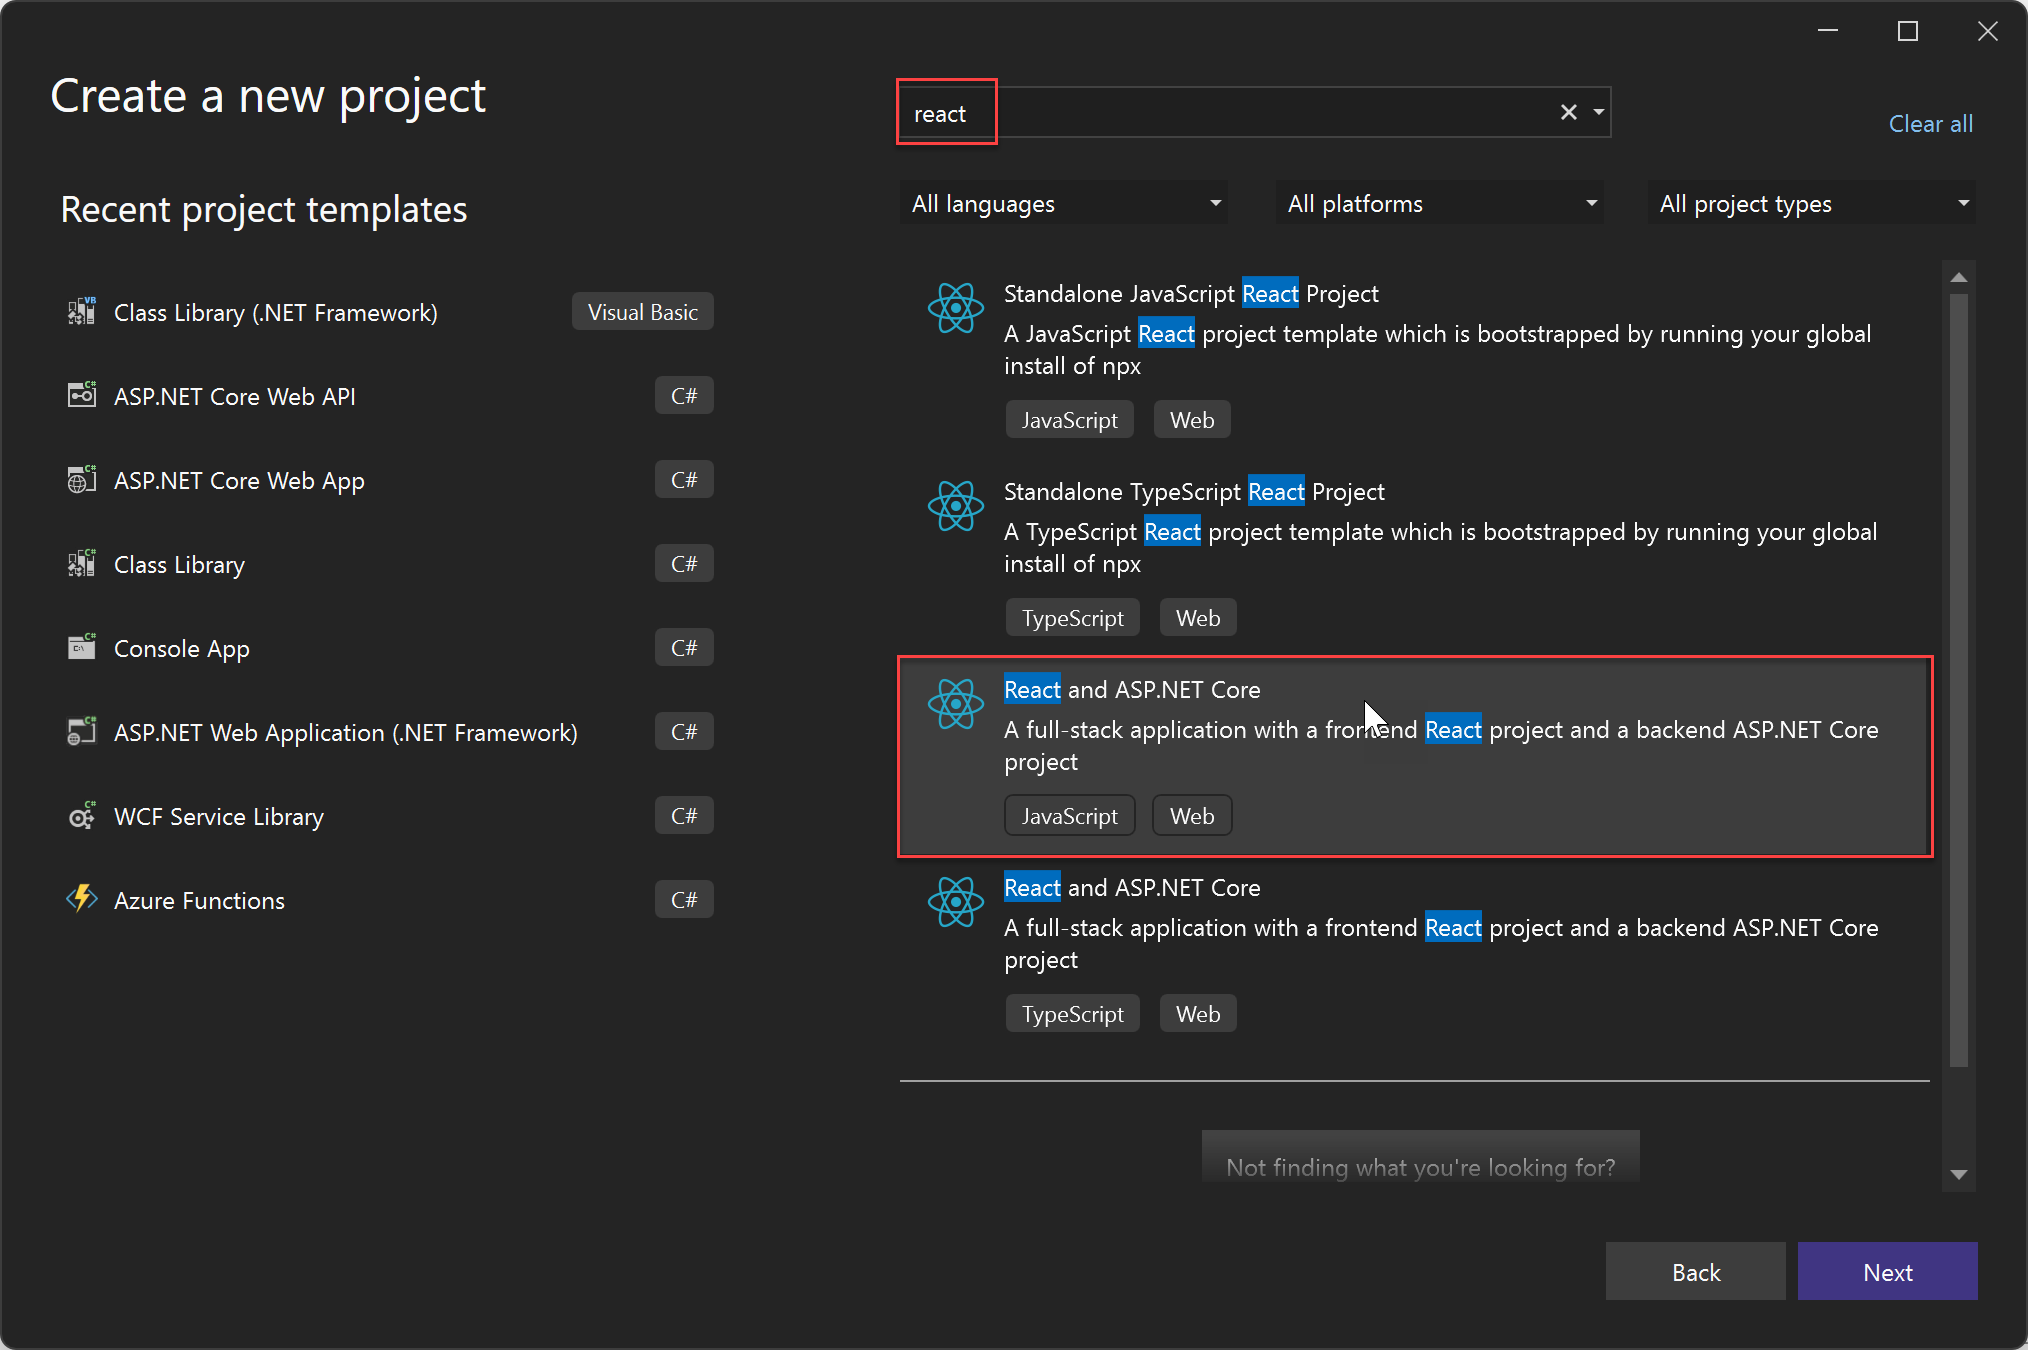 Create a new project
react
Clear all
All languages
All platforms
All project types
Recent project templates
Class Library (.NET Framework)
Visual Basic
ASP.NET Core Web API
C#
ASP.NET Core Web App
C#
Class Library
C#
Console App
C#
ASP.NET Web Application (.NET Framework)
C#
WCF Service Library
C#
Azure Functions
C#
Standalone JavaScript React Project
A JavaScript React project template which is bootstrapped by running your global
install of npx
JavaScript
Web
Standalone TypeScript React Project
A TypeScript React project template which is bootstrapped by running your global
install of npx
TypeScript
Web
React and ASP.NET Core
A full-stack application with a frontend React project and a backend ASP.NET Core
project
JavaScript
Web
React and ASP.NET Core
A full-stack application with a frontend React project and a backend ASP.NET Core
project
TypeScript
Web
Not finding what you're looking for?
Back
Next